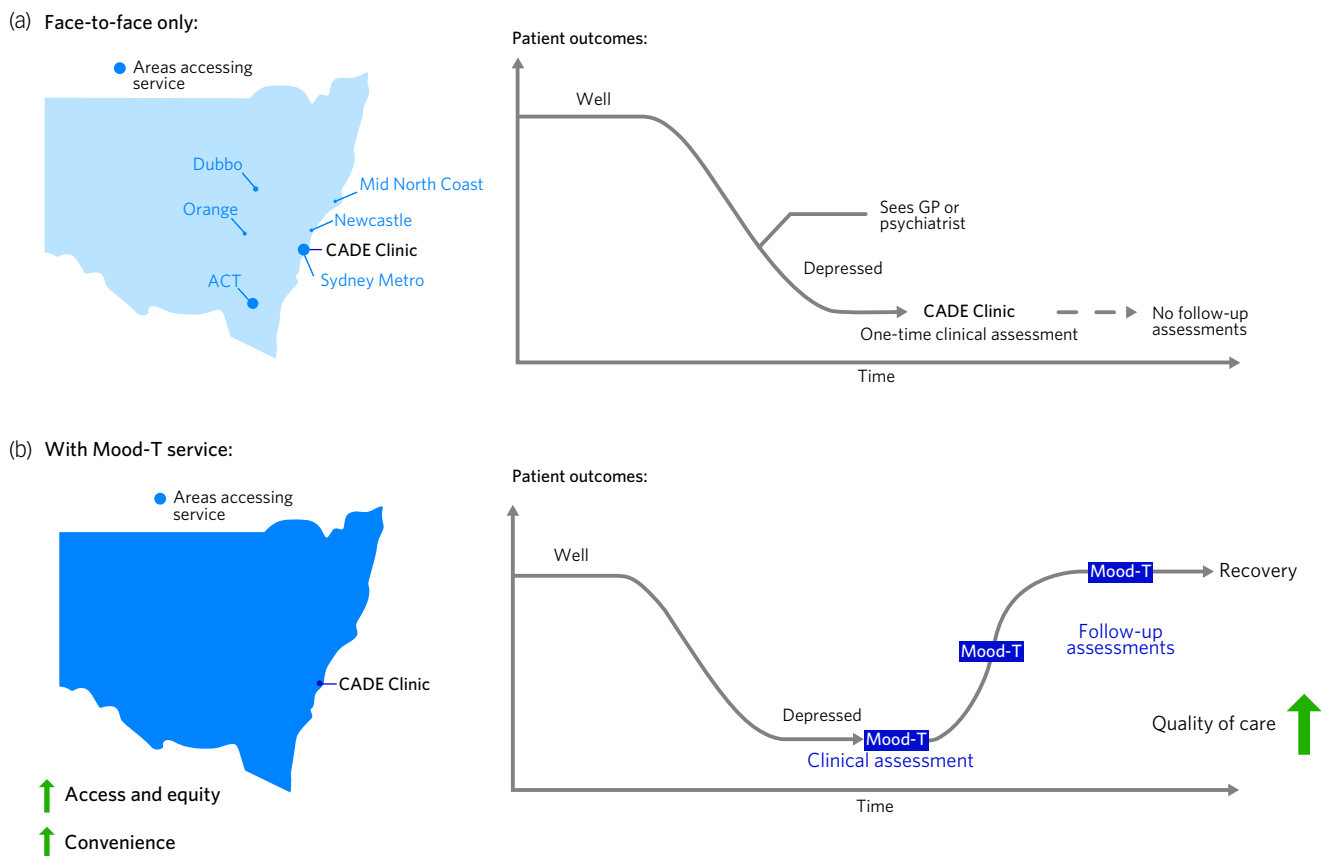 (a) Face-to-face only:
Areas accessing
service
Dubbo
Mid North Coast
Orange
Newcastle
CADE Clinic
ACT
Sydney Metro
Patient outcomes:
Well
Sees GP or
psychiatrist
Depressed
CADE Clinic
One-time clinical assessment
No follow-up
assessments
Time
(b) With Mood-T service:
Areas accessing
service
CADE Clinic
Access and equity
Convenience
Patient outcomes:
Well
Mood-T
Recovery
Follow-up
assessments
Mood-T
Depressed
Mood-T
Clinical assessment
Quality of care
Time